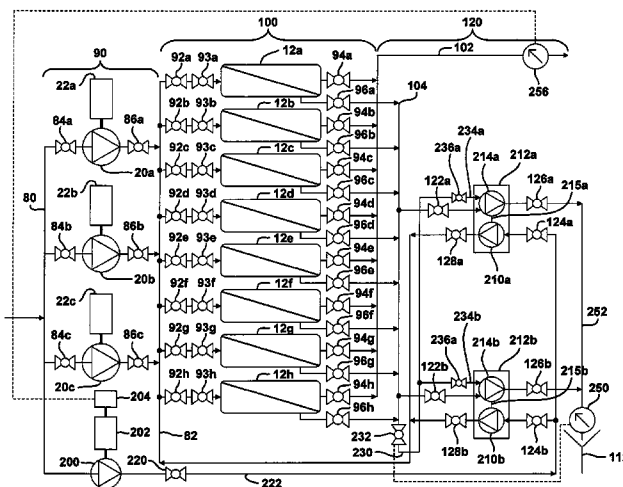 100
120
90
92a 93a
12a
94a
102
256
22a
96a
104
84a
86a
92b 93b
12b
94b
96b
20a
92c 93c
12c
94c
96c
236a
234a
214a
212a
126a
215a
22b
92d 93d
12d
94d
96d
122a
80
84b
86b
92e 93e
12e
94e
96e
128a
210a
124a
20b
92f 93f
12f
94f
96f
22c
252
84c
86c
92g 93g
12g
94g
96g
236a
234b
214b
212b
126b
215b
20c
92h 93h
12h
94h
96h
122b
250
204
202
82
232
230
128b
210b
124b
200
220
222
11